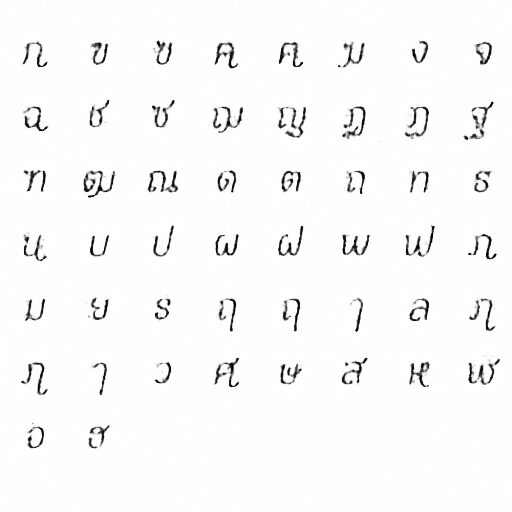 ก ข ฃ ค ฅ ฆ ง จ
ฉ ช ซ ฌ ญ ฎ ฏ ฐ
ฑ ฒ ณ ด ต ถ ท ธ
น บ ป ผ ฝ พ ฟ ภ
ม ย ร ฤ ฤ ๅ ล ฦ
ฦ ๅ ว ศ ษ ส ห ฬ
อ ฮ